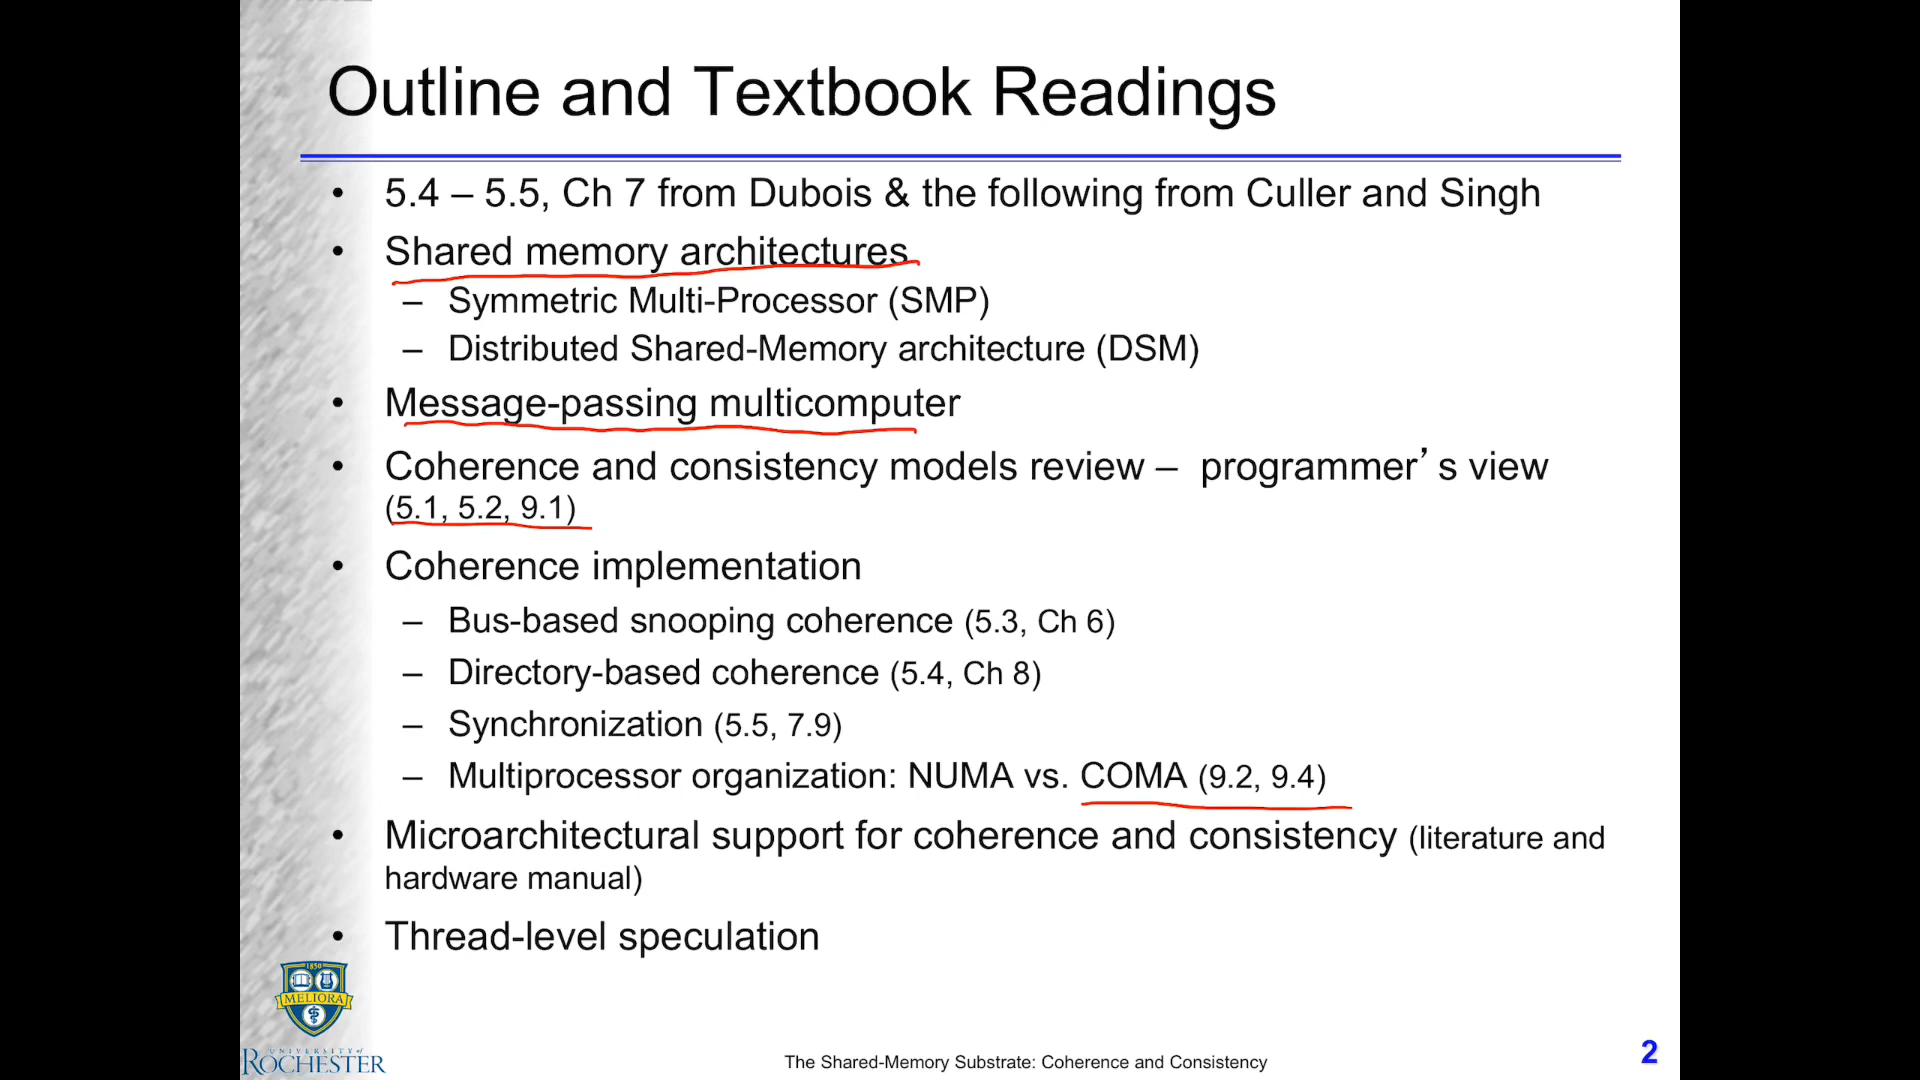 Outline and Textbook Readings
• 5.4 – 5.5, Ch 7 from Dubois & the following from Culler and Singh
• Shared memory architectures
– Symmetric Multi-Processor (SMP)
– Distributed Shared-Memory architecture (DSM)
• Message-passing multicomputer
• Coherence and consistency models review – programmer’s view
(5.1, 5.2, 9.1)
• Coherence implementation
– Bus-based snooping coherence (5.3, Ch 6)
– Directory-based coherence (5.4, Ch 8)
– Synchronization (5.5, 7.9)
– Multiprocessor organization: NUMA vs. COMA (9.2, 9.4)
• Microarchitectural support for coherence and consistency (literature and
hardware manual)
• Thread-level speculation
1850
MELIORA
UNIVERSITY of
ROCHESTER
The Shared-Memory Substrate: Coherence and Consistency
2